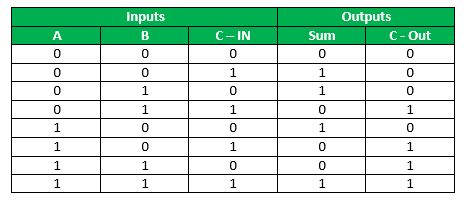 Inputs Outputs
A B C – IN Sum C - Out
0 0 0 0 0
0 0 1 1 0
0 1 0 1 0
0 1 1 0 1
1 0 0 1 0
1 0 1 0 1
1 1 0 0 1
1 1 1 1 1